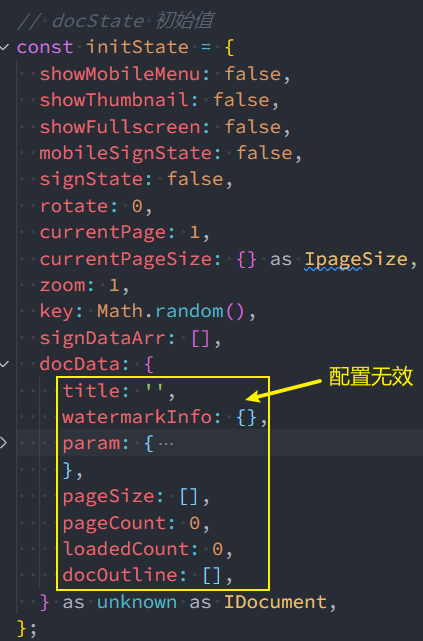 // docState 初始值
const initState = {
showMobileMenu: false,
showThumbnail: false,
showFullscreen: false,
mobileSignState: false,
signState: false,
rotate: 0,
currentPage: 1,
currentPageSize: {} as IpageSize,
zoom: 1,
key: Math.random(),
signDataArr: [],
docData: {
配置无效
title: '',
watermarkInfo: {},
param: { ⋯
},
pageSize: [],
pageCount: 0,
loadedCount: 0,
docOutline: [],
} as unknown as IDocument,
};